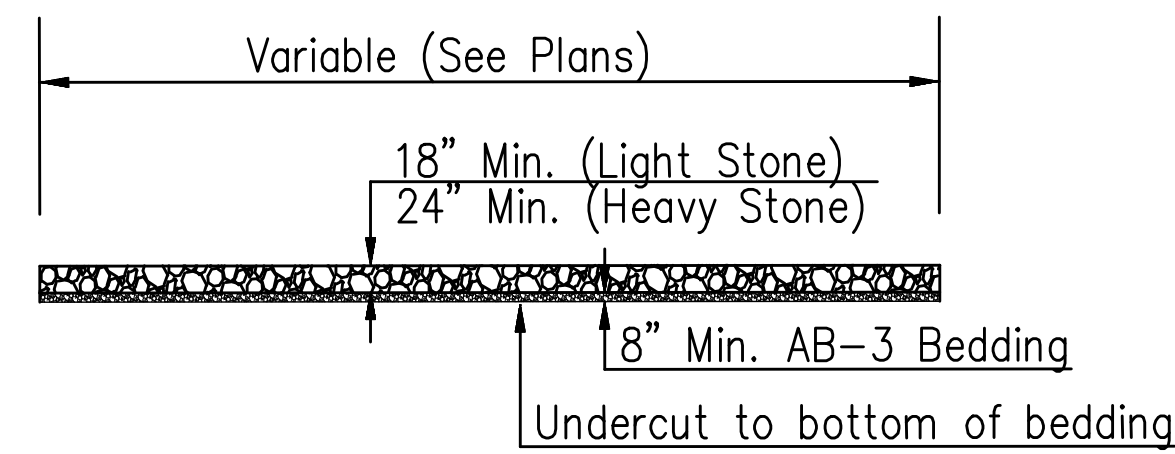 Variable (See Plans)
18” Min. (Light Stone)
24” Min. (Heavy Stone)
8” Min. AB-3 Bedding
Undercut to bottom of bedding